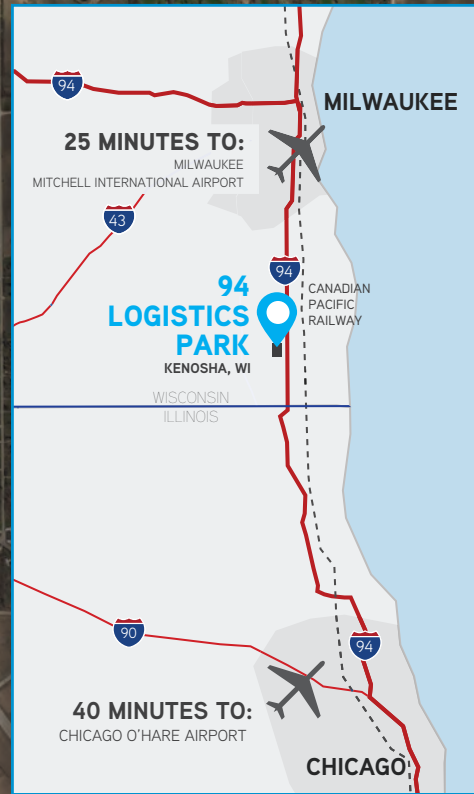 94
MILWAUKEE
25 MINUTES TO:
MILWAUKEE
MITCHELL INTERNATIONAL AIRPORT
43
94
94
LOGISTICS
PARK
KENOSHA, WI
CANADIAN
PACIFIC
RAILWAY
WISCONSIN
ILLINOIS
90
94
40 MINUTES TO:
CHICAGO O'HARE AIRPORT
CHICAGO